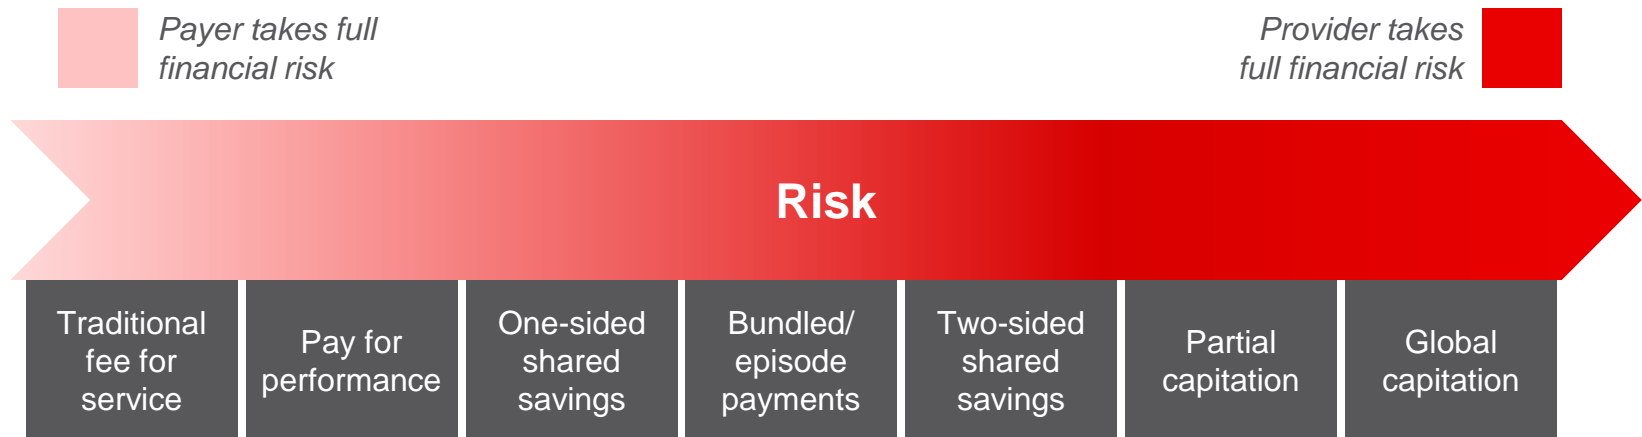 Payer takes full
financial risk
Provider takes
full financial risk
Risk
Traditional
fee for
service
Pay for
performance
One-sided
shared
savings
Bundled/
episode
payments
Two-sided
shared
savings
Partial
capitation
Global
capitation